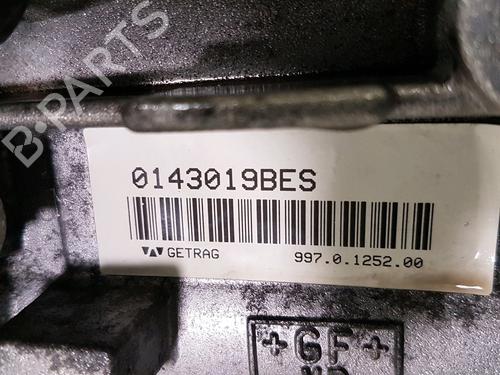 B-PARTS
0143019BES
GETRAG 997.0.1252.00
+GF+